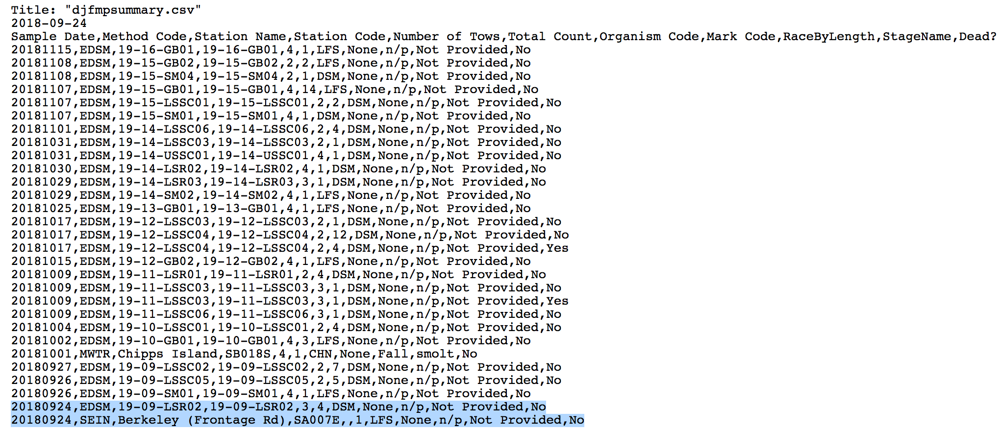 Title: "djfmpsummary.csv"
2018-09-24
Sample Date,Method Code,Station Name,Station Code,Number of Tows,Total Count,Organism Code,Mark Code,RaceByLength,StageName,Dead?
20181115,EDSM,19-16-GB01,19-16-GB01,4,1,LFS,None,n/p,Not Provided,No
20181108,EDSM,19-15-GB02,19-15-GB02,2,2,LFS,None,n/p,Not Provided,No
20181108,EDSM,19-15-SM04,19-15-SM04,2,1,DSM,None,n/p,Not Provided,No
20181107,EDSM,19-15-GB01,19-15-GB01,4,14,LFS,None,n/p,Not Provided,No
20181107,EDSM,19-15-LSSC01,19-15-LSSC01,2,2,DSM,None,n/p,Not Provided,No
20181107,EDSM,19-15-SM01,19-15-SM01,4,1,DSM,None,n/p,Not Provided,No
20181101,EDSM,19-14-LSSC06,19-14-LSSC06,2,4,DSM,None,n/p,Not Provided,No
20181031,EDSM,19-14-LSSC03,19-14-LSSC03,2,1,DSM,None,n/p,Not Provided,No
20181031,EDSM,19-14-USSC01,19-14-USSC01,4,1,DSM,None,n/p,Not Provided,No
20181030,EDSM,19-14-LSR02,19-14-LSR02,4,1,DSM,None,n/p,Not Provided,No
20181029,EDSM,19-14-LSR03,19-14-LSR03,3,1,DSM,None,n/p,Not Provided,No
20181029,EDSM,19-14-SM02,19-14-SM02,4,1,LFS,None,n/p,Not Provided,No
20181025,EDSM,19-13-GB01,19-13-GB01,4,1,LFS,None,n/p,Not Provided,No
20181017,EDSM,19-12-LSSC03,19-12-LSSC03,2,1,DSM,None,n/p,Not Provided,No
20181017,EDSM,19-12-LSSC04,19-12-LSSC04,2,12,DSM,None,n/p,Not Provided,No
20181017,EDSM,19-12-LSSC04,19-12-LSSC04,2,4,DSM,None,n/p,Not Provided,Yes
20181015,EDSM,19-12-GB02,19-12-GB02,4,1,LFS,None,n/p,Not Provided,No
20181009,EDSM,19-11-LSR01,19-11-LSR01,2,4,DSM,None,n/p,Not Provided,No
20181009,EDSM,19-11-LSSC03,19-11-LSSC03,3,1,DSM,None,n/p,Not Provided,No
20181009,EDSM,19-11-LSSC03,19-11-LSSC03,3,1,DSM,None,n/p,Not Provided,Yes
20181009,EDSM,19-11-LSSC06,19-11-LSSC06,3,1,DSM,None,n/p,Not Provided,No
20181004,EDSM,19-10-LSSC01,19-10-LSSC01,2,4,DSM,None,n/p,Not Provided,No
20181002,EDSM,19-10-GB01,19-10-GB01,4,3,LFS,None,n/p,Not Provided,No
20181001,MWTR,Chipps Island,SB018S,4,1,CHN,None,Fall,smolt,No
20180927,EDSM,19-09-LSSC02,19-09-LSSC02,2,7,DSM,None,n/p,Not Provided,No
20180926,EDSM,19-09-LSSC05,19-09-LSSC05,2,5,DSM,None,n/p,Not Provided,No
20180926,EDSM,19-09-SM01,19-09-SM01,4,1,LFS,None,n/p,Not Provided,No
20180924,EDSM,19-09-LSR02,19-09-LSR02,3,4,DSM,None,n/p,Not Provided,No
20180924,SEIN,Berkeley (Frontage Rd),SA007E,,1,LFS,None,n/p,Not Provided,No